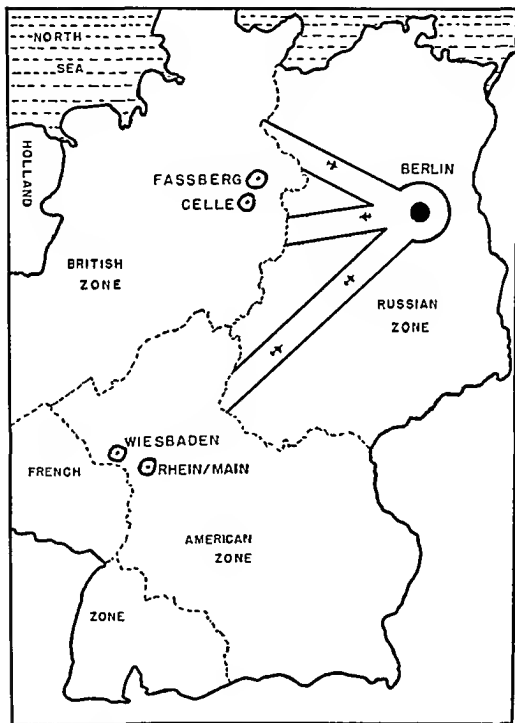 NORTH
SEA
HOLLAND
FASSBERG
CELLE
BERLIN
BRITISH
ZONE
RUSSIAN
ZONE
WIESBADEN
RHEIN/MAIN
FRENCH
AMERICAN
ZONE
ZONE